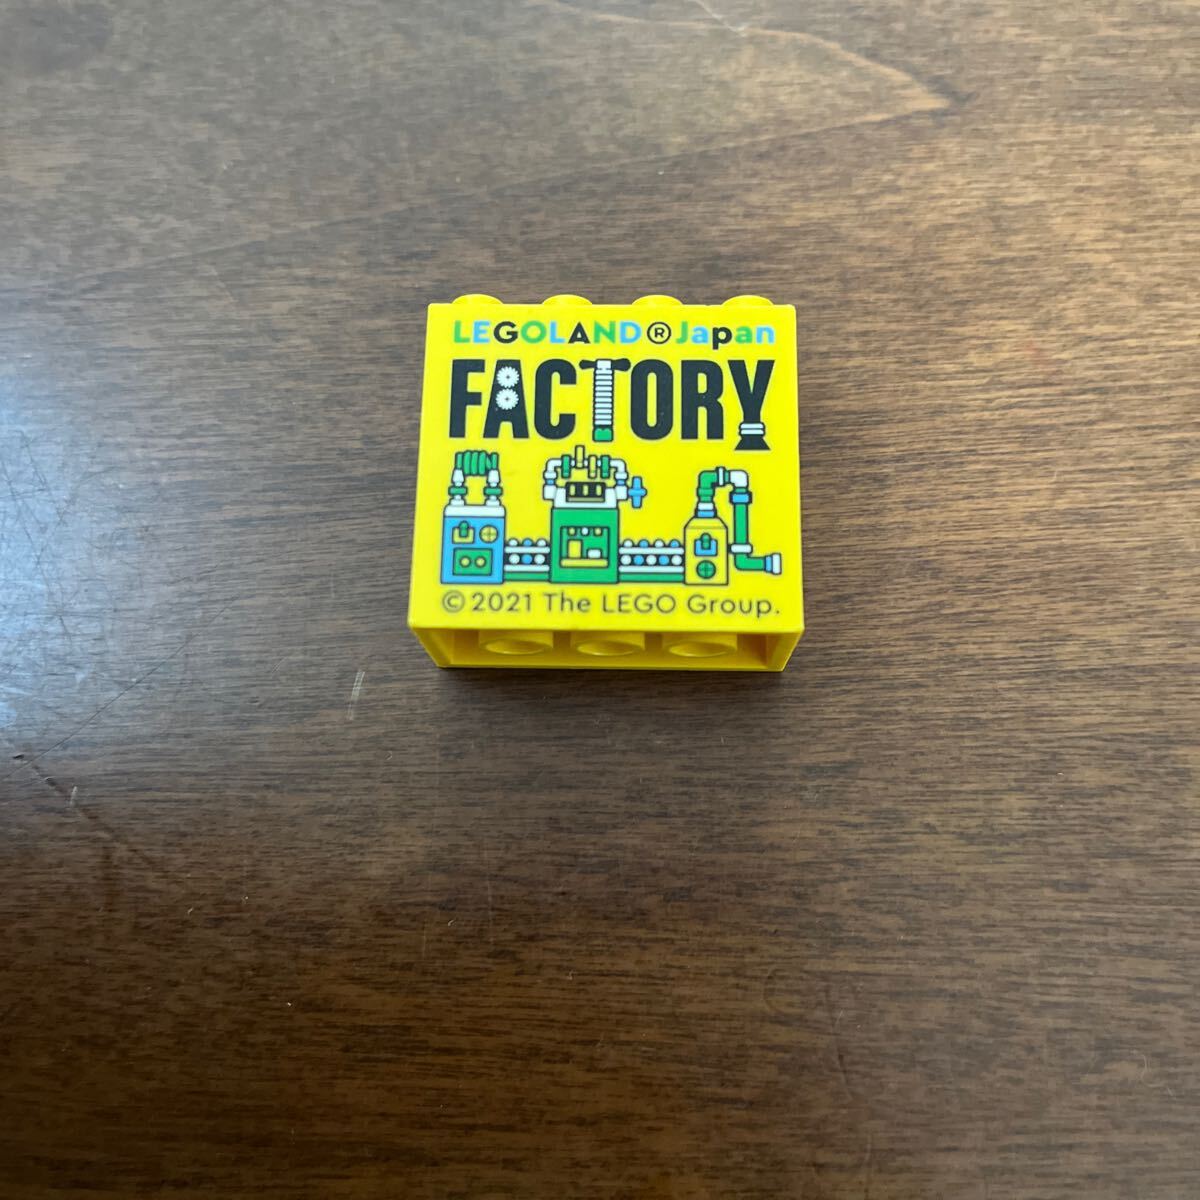 LEGOLAND® Japan
FACTORY
© 2021 The LEGO Group.